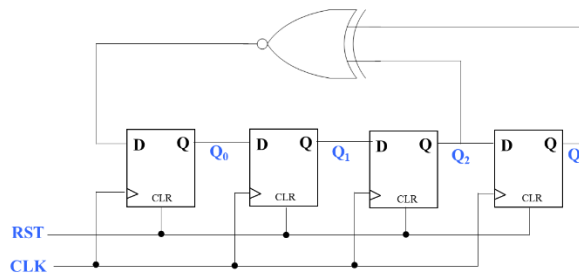 D Q D Q D Q D Q
Q0 Q1 Q2 Q
CLR CLR CLR CLR
RST
CLK